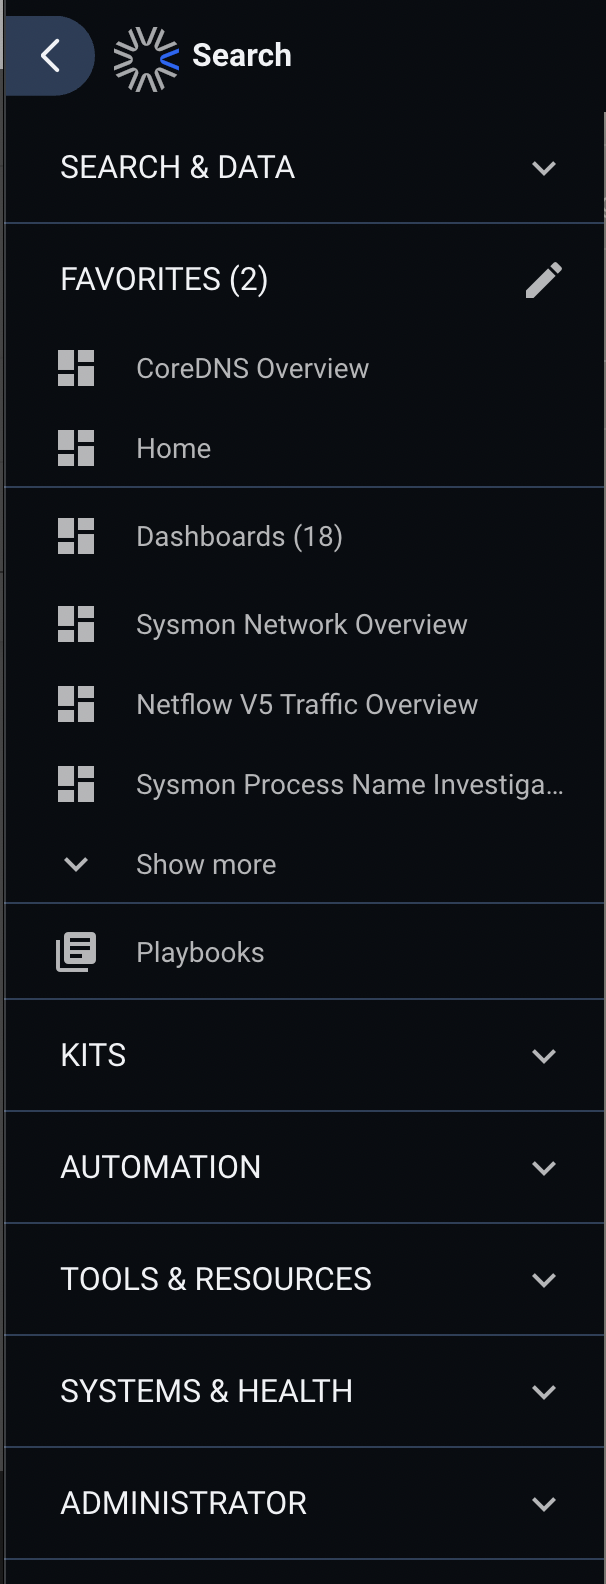 Search
SEARCH & DATA
FAVORITES (2)
CoreDNS Overview
Home
Dashboards (18)
Sysmon Network Overview
Netflow V5 Traffic Overview
Sysmon Process Name Investiga...
Show more
Playbooks
KITS
AUTOMATION
TOOLS & RESOURCES
SYSTEMS & HEALTH
ADMINISTRATOR